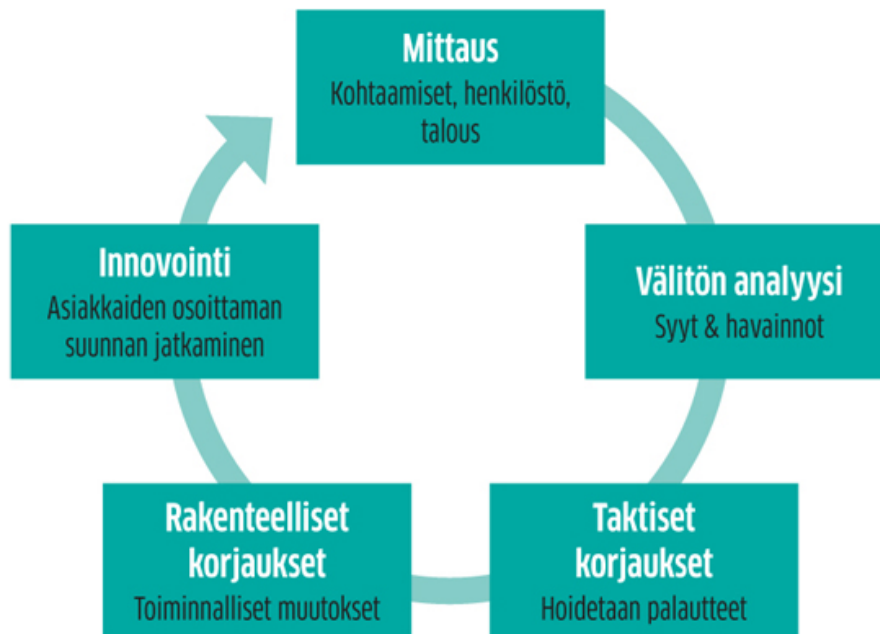 Mittaus
Kohtaamiset, henkilöstö,
talous
Välitön analyysi
Syyt & havainnot
Taktiset
korjaukset
Hoidetaan palautteet
Rakenteelliset
korjaukset
Toiminnalliset muutokset
Innovointi
Asiakkaiden osoittaman
suunnan jatkaminen